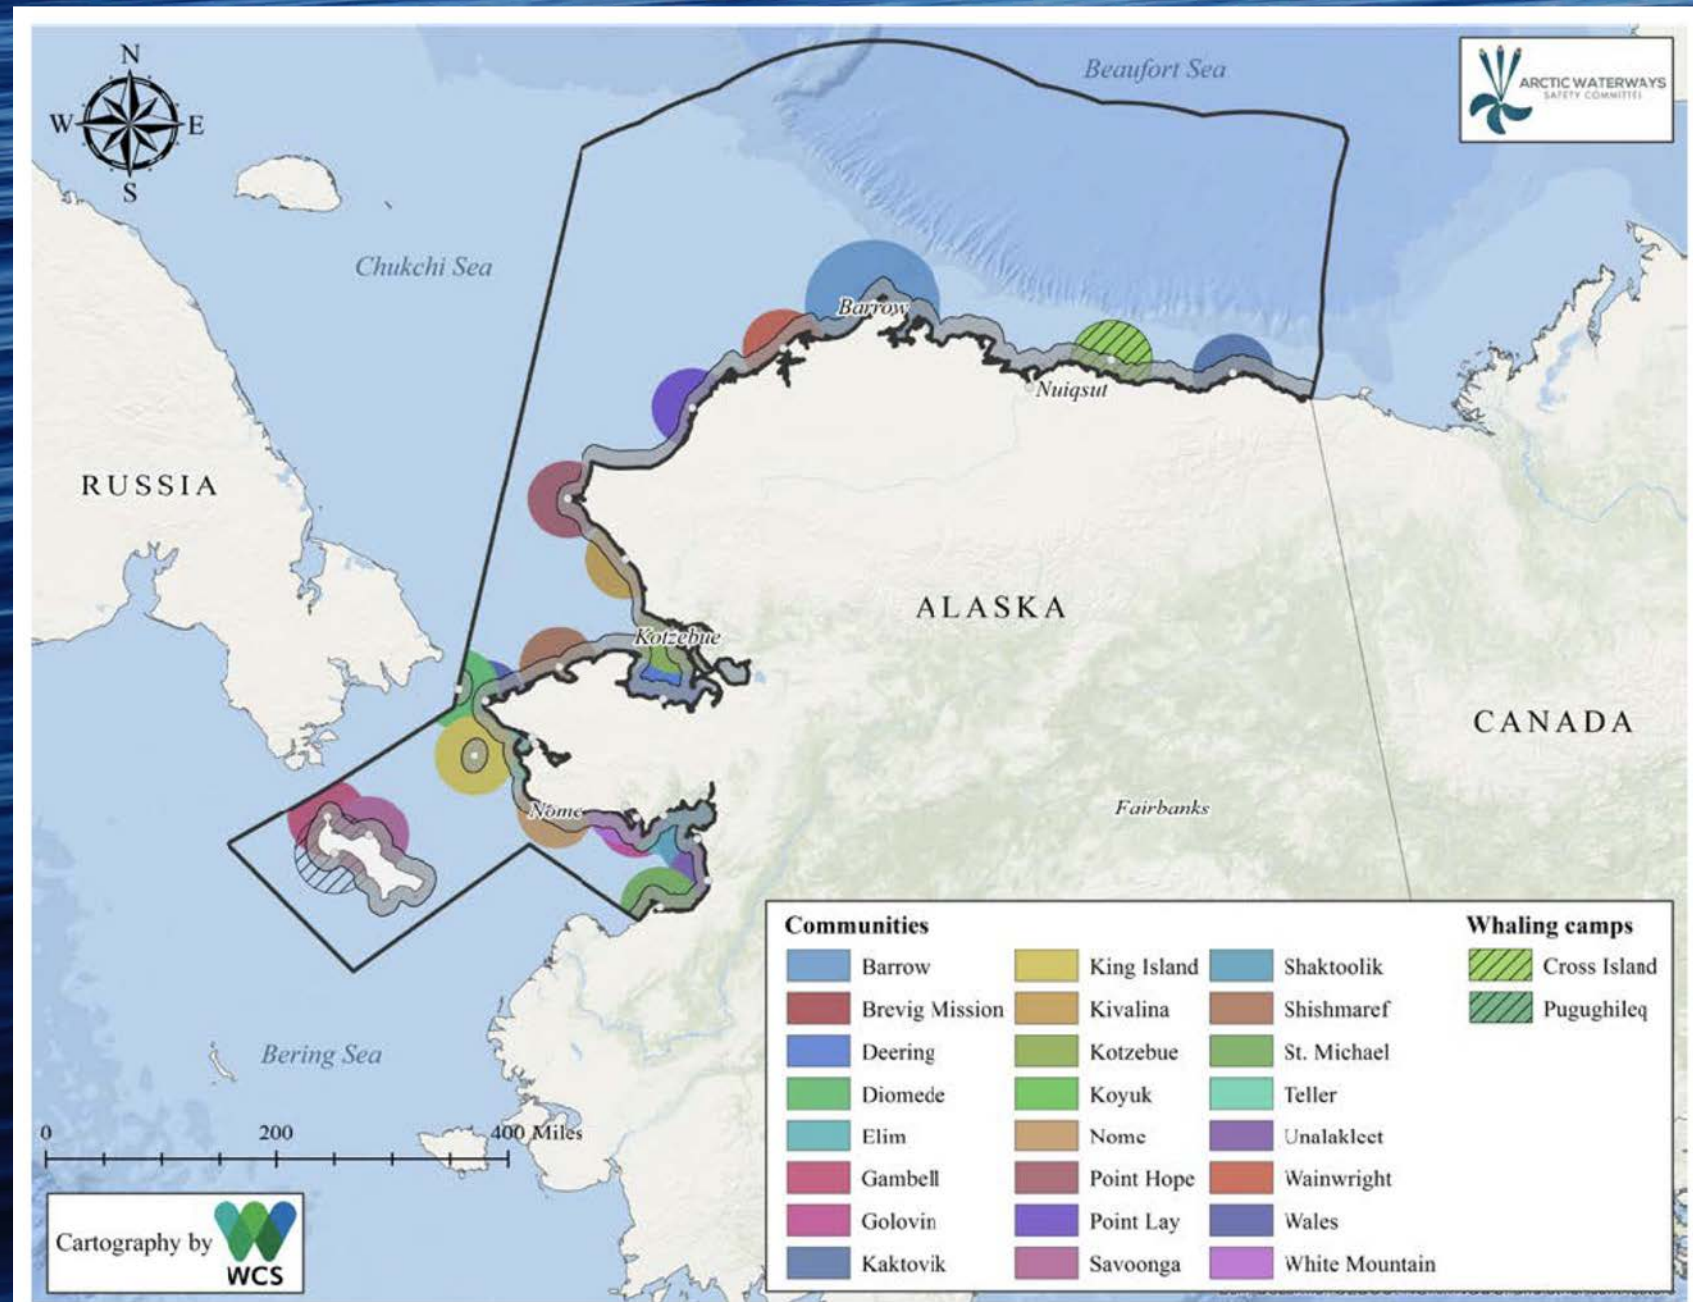 N
W E
S
Beaufort Sea
ARCTIC WATERWAYS
SAFETY COMMITTEE
Chukchi Sea
Barrow
Nuiqsut
RUSSIA
ALASKA
Kotzebue
CANADA
Nome
Fairbanks
Bering Sea
0 200 400 Miles
Cartography by
WCS
Communities
Barrow
Brevig Mission
Deering
Diomede
Elim
Gambell
Golovin
Kaktovik
King Island
Kivalina
Kotzebue
Koyuk
Nome
Point Hope
Point Lay
Savoonga
Shaktoolik
Shishmaref
St. Michael
Teller
Unalakleet
Wainwright
Wales
White Mountain
Whaling camps
Cross Island
Pugughileq